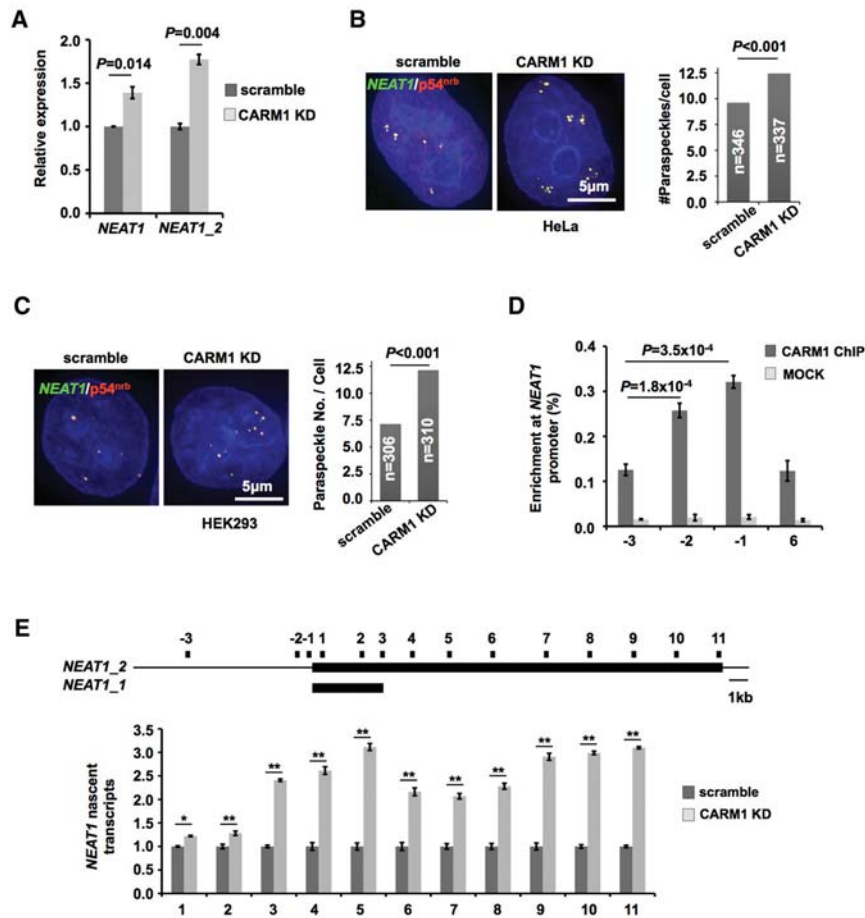 A
Relative expression
2.0
1.5
1.0
0.5
0.0
P=0.014
P=0.004
NEAT1
NEAT1_2
scramble
CARM1 KD
B
scramble
CARM1 KD
NEAT1/p54nrb
5μm
HeLa
P<0.001
#Paraspeckles/cell
12.5
10.0
7.5
5.0
2.5
0.0
n=346
n=337
scramble
CARM1 KD
C
scramble
CARM1 KD
NEAT1/p54nrb
5μm
HEK293
P<0.001
Paraspeckle No. / Cell
12.5
10.0
7.5
5.0
2.5
0.0
n=306
n=310
scramble
CARM1 KD
D
Enrichment at NEAT1
promoter (%)
0.4
0.3
0.2
0.1
0.0
P=3.5x10-4
P=1.8x10-4
CARM1 ChIP
MOCK
-3 -2 -1 6
E
-3 -2 -1 1 2 3 4 5 6 7 8 9 10 11
NEAT1_2
NEAT1_1
1kb
NEAT1 nascent
transcripts
3.5
3.0
2.5
2.0
1.5
1.0
0.5
0.0
* ** ** ** ** ** ** ** ** ** **
1 2 3 4 5 6 7 8 9 10 11
scramble
CARM1 KD